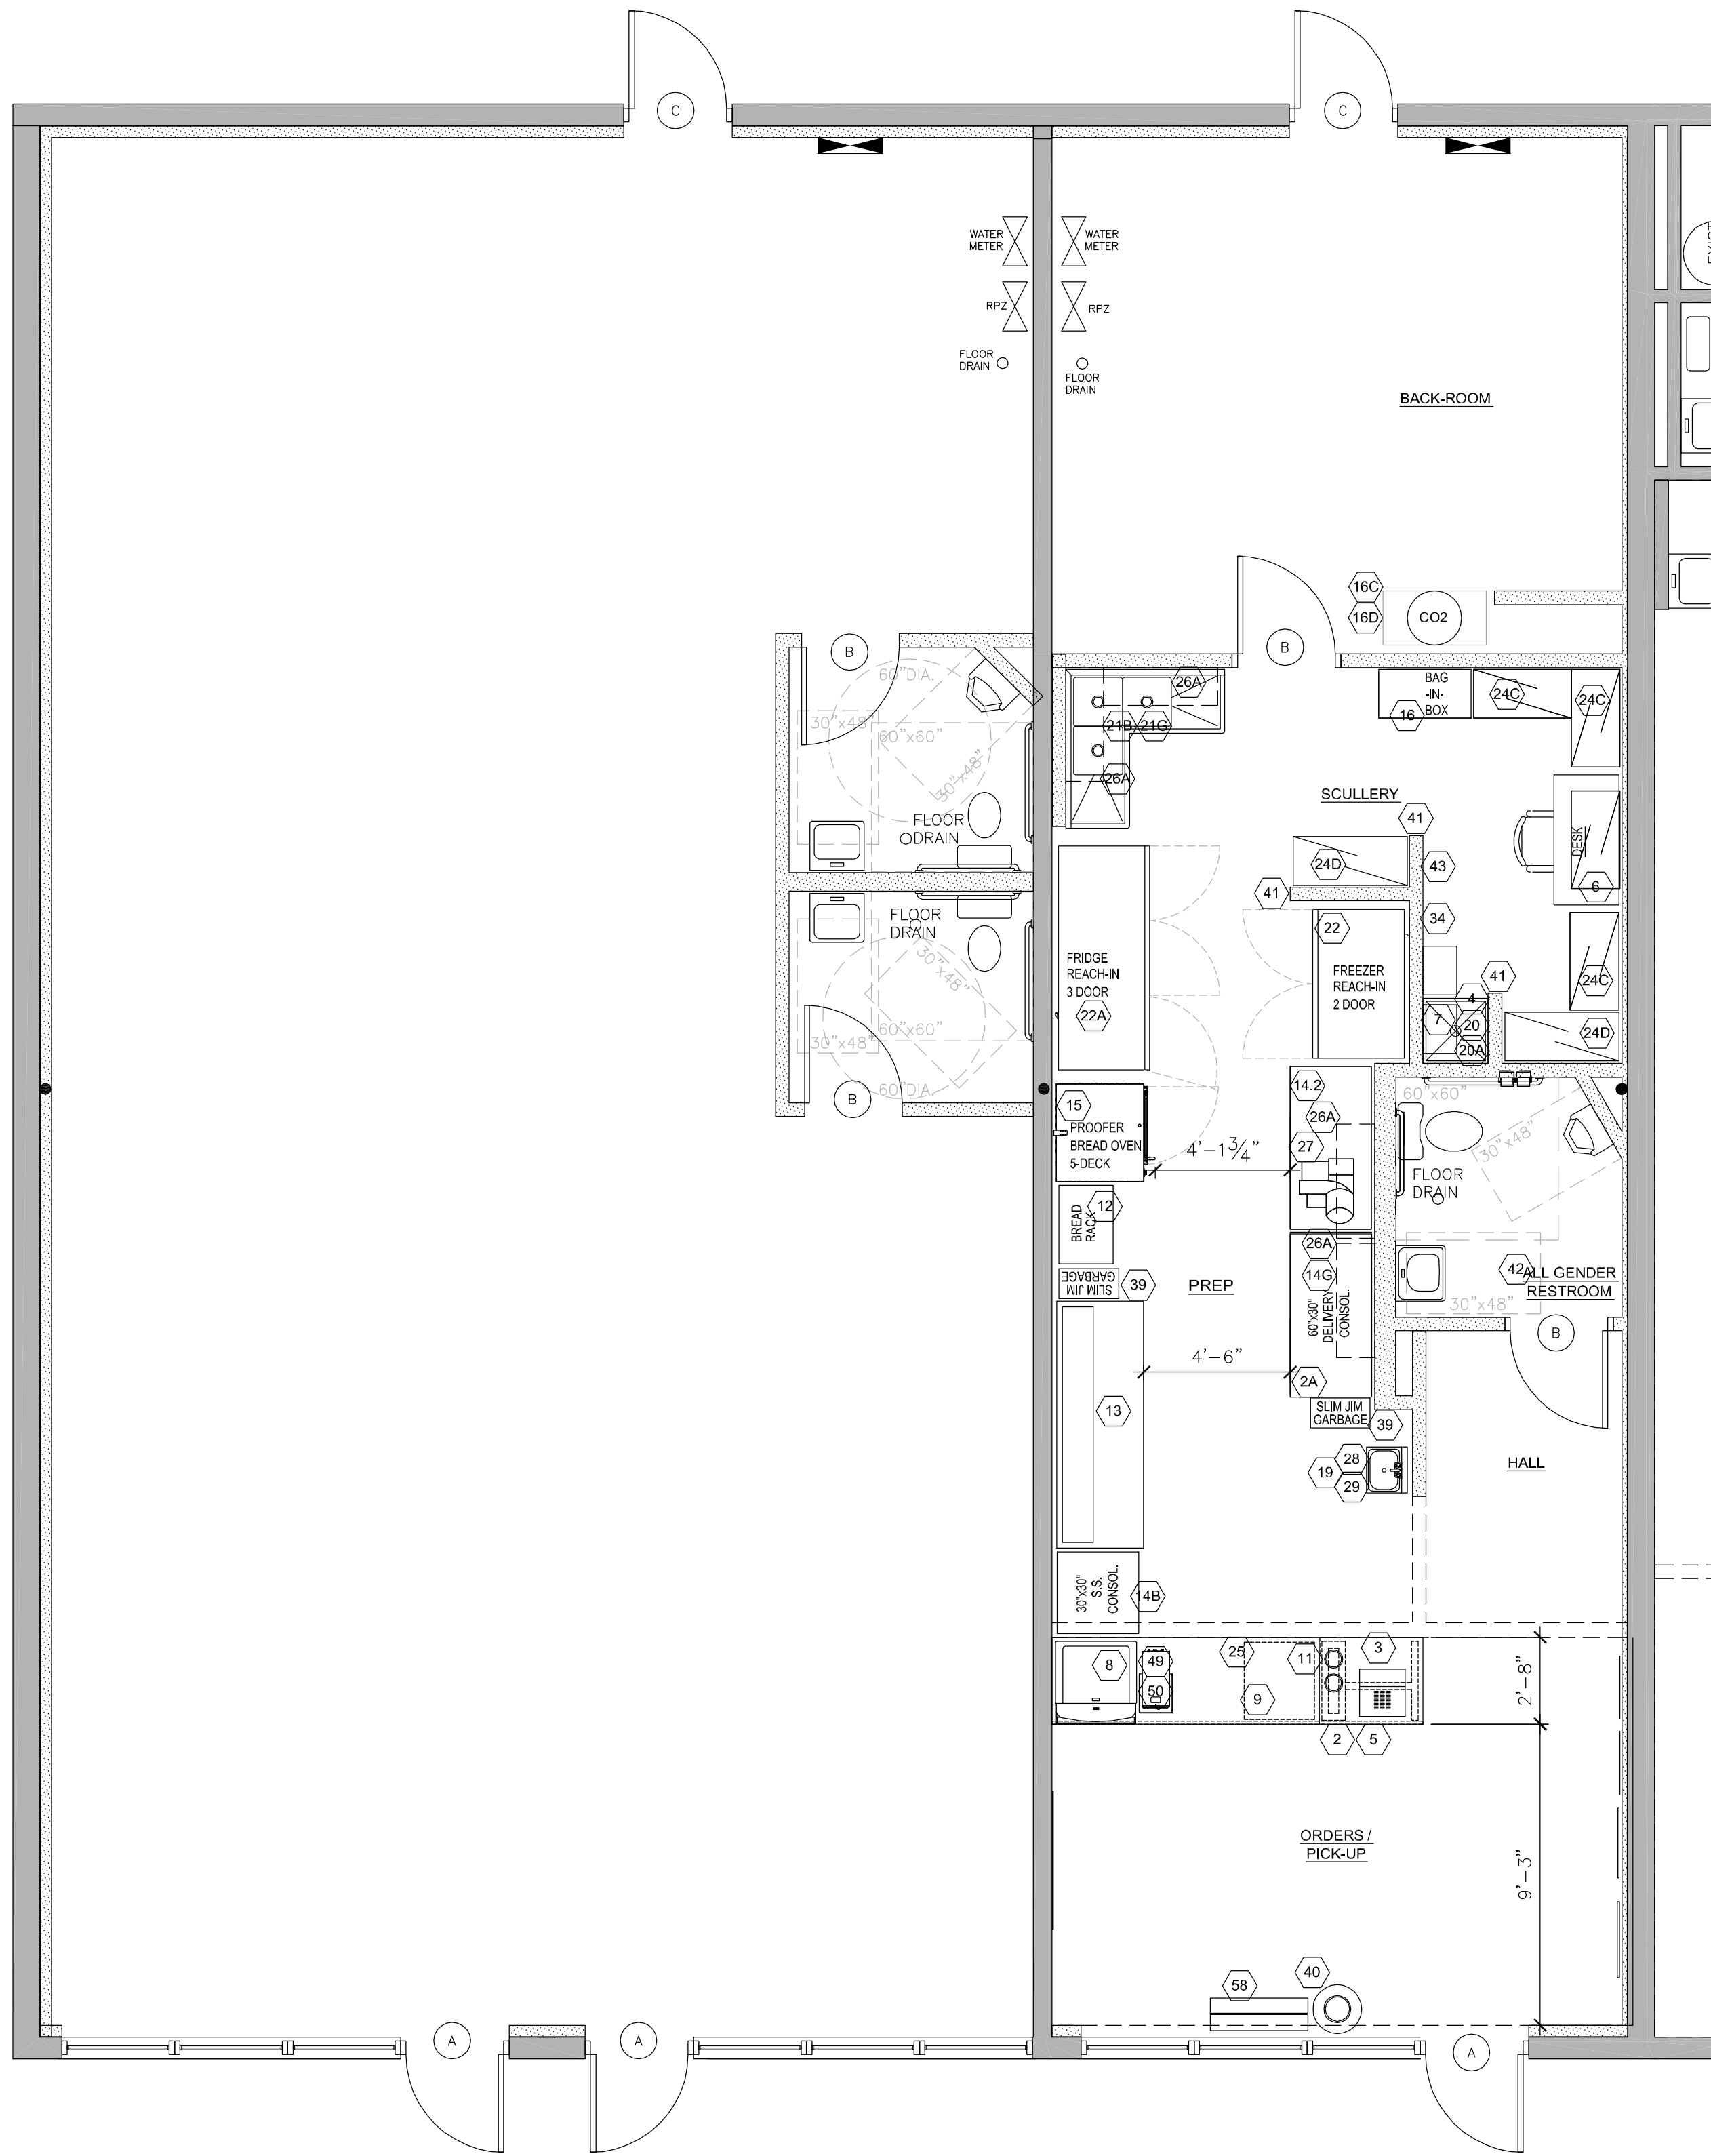 C
C
WATER
METER
WATER
METER
RPZ
RPZ
FLOOR
DRAIN
FLOOR
DRAIN
BACK-ROOM
16C
16D
CO2
B
B
60"DIA.
30"x48"
60"x60"
30"x48"
FLOOR
DRAIN
26A
21B
21G
26A
BAG
-IN-
BOX
16
24C
24C
SCULLERY
41
DESK
6
24D
43
41
34
22
FLOOR
DRAIN
30"x48"
60"x60"
30"x48"
60"DIA.
B
FRIDGE
REACH-IN
3 DOOR
22A
FREEZER
REACH-IN
2 DOOR
24C
41
4
7
20
20A
24D
15
PROOFER
BREAD OVEN
5-DECK
14.2
26A
27
4'-1 3/4"
60"x60"
30"x48"
FLOOR
DRAIN
12
BREAD
RACK
26A
14G
60"x30"
DELIVERY
CONSOL.
SLIM JIM
GARBAGE
39
PREP
42
ALL GENDER
RESTROOM
30"x48"
B
4'-6"
2A
13
SLIM JIM
GARBAGE
39
28
19
29
HALL
30"x30"
S.S.
CONSOL.
14B
8
49
50
25
9
11
3
2
5
2'-8"
ORDERS /
PICK-UP
9'-3"
58
40
A
A
A